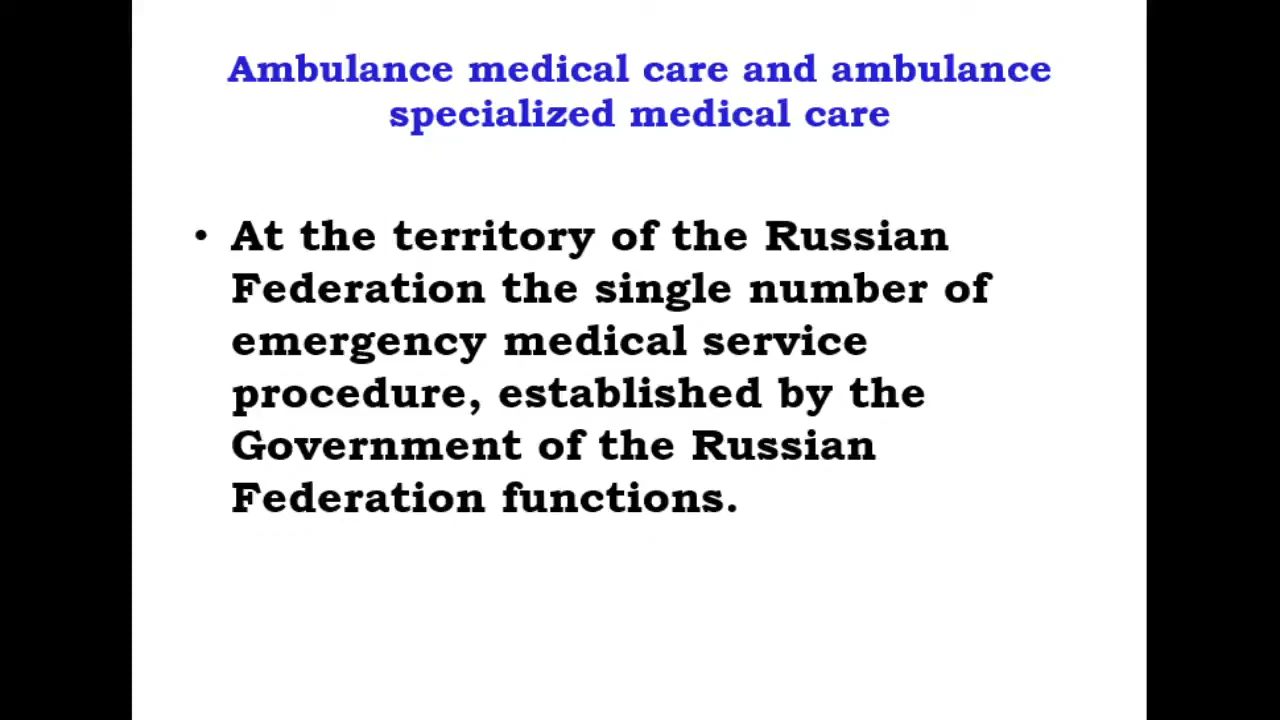 Ambulance medical care and ambulance
specialized medical care
• At the territory of the Russian
Federation the single number of
emergency medical service
procedure, established by the
Government of the Russian
Federation functions.